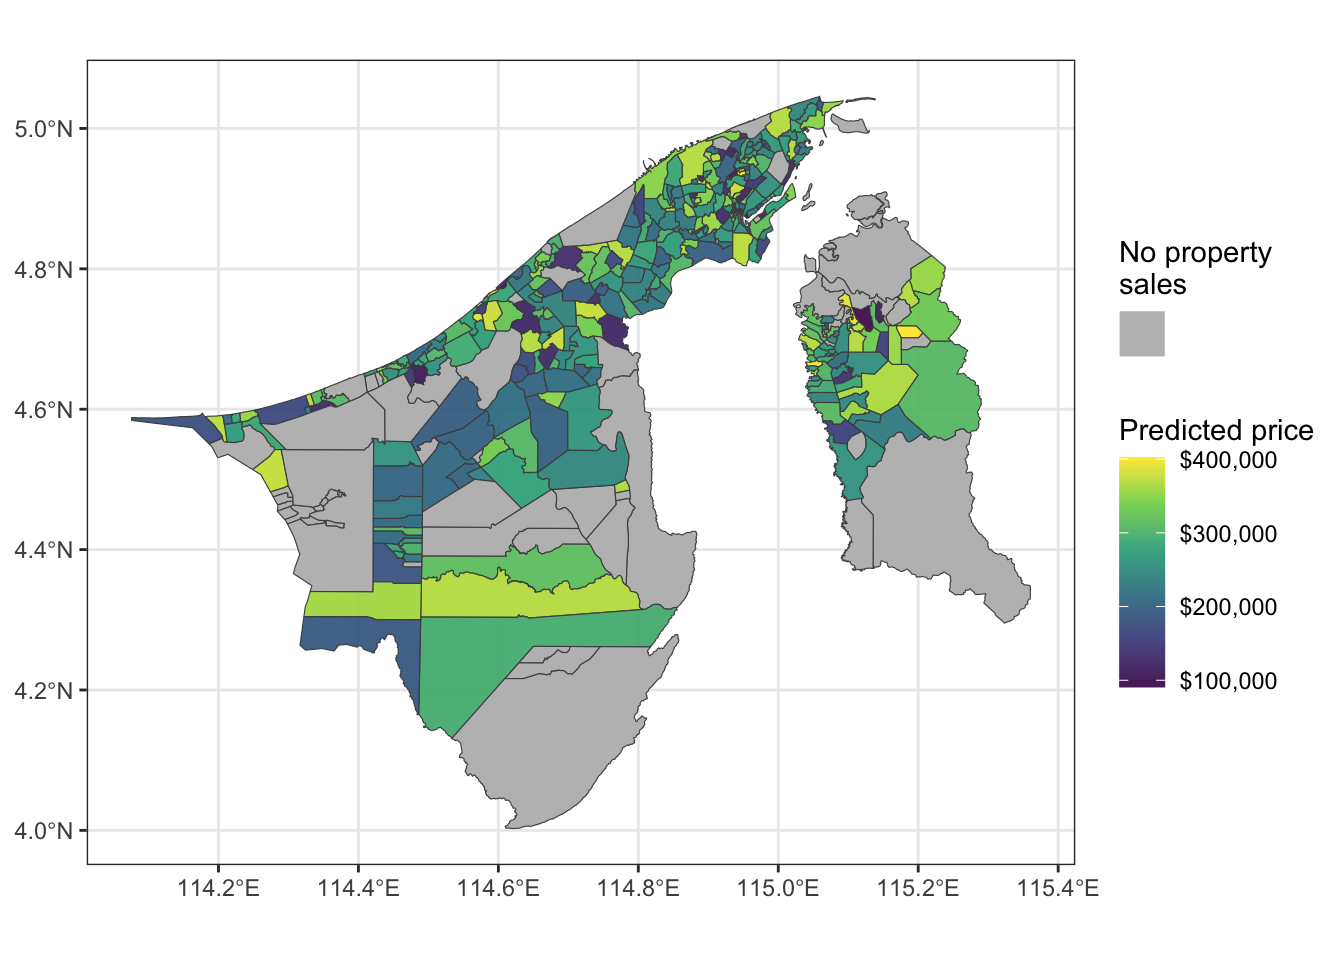 5.0°N
4.8°N
4.6°N
4.4°N
4.2°N
4.0°N
114.2°E
114.4°E
114.6°E
114.8°E
115.0°E
115.2°E
115.4°E
No property
sales
Predicted price
$400,000
$300,000
$200,000
$100,000